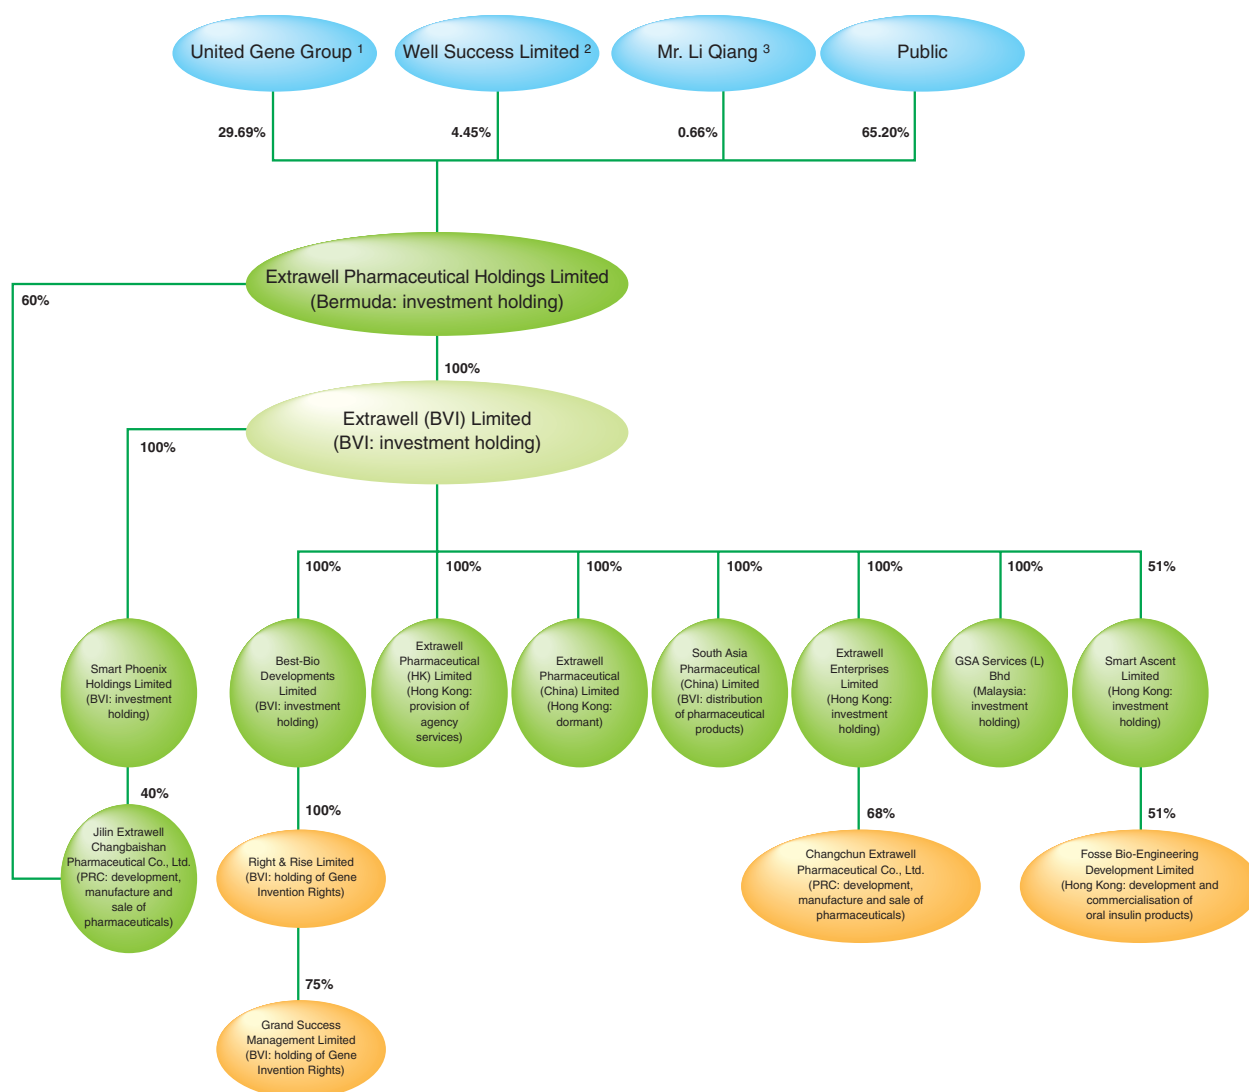 United Gene Group 1
Well Success Limited 2
Mr. Li Qiang 3
Public
29.69%
4.45%
0.66%
65.20%
Extrawell Pharmaceutical Holdings Limited
(Bermuda: investment holding)
60%
100%
Extrawell (BVI) Limited
(BVI: investment holding)
100%
100%
100%
100%
100%
100%
100%
51%
Smart Phoenix
Holdings Limited
(BVI: investment
holding)
Best-Bio
Developments
Limited
(BVI: investment
holding)
Extrawell
Pharmaceutical
(HK) Limited
(Hong Kong:
provision of
agency
services)
Extrawell
Pharmaceutical
(China) Limited
(Hong Kong:
dormant)
South Asia
Pharmaceutical
(China) Limited
(BVI: distribution
of pharmaceutical
products)
Extrawell
Enterprises
Limited
(Hong Kong:
investment
holding)
GSA Services (L)
Bhd
(Malaysia:
investment
holding)
Smart Ascent
Limited
(Hong Kong:
investment
holding)
40%
100%
68%
51%
Jilin Extrawell
Changbaishan
Pharmaceutical Co., Ltd.
(PRC: development,
manufacture and
sale of
pharmaceuticals)
Right & Rise Limited
(BVI: holding of Gene
Invention Rights)
Changchun Extrawell
Pharmaceutical Co., Ltd.
(PRC: development,
manufacture and sale of
pharmaceuticals)
Fosse Bio-Engineering
Development Limited
(Hong Kong: development and
commercialisation of
oral insulin products)
75%
Grand Success
Management Limited
(BVI: holding of Gene
Invention Rights)